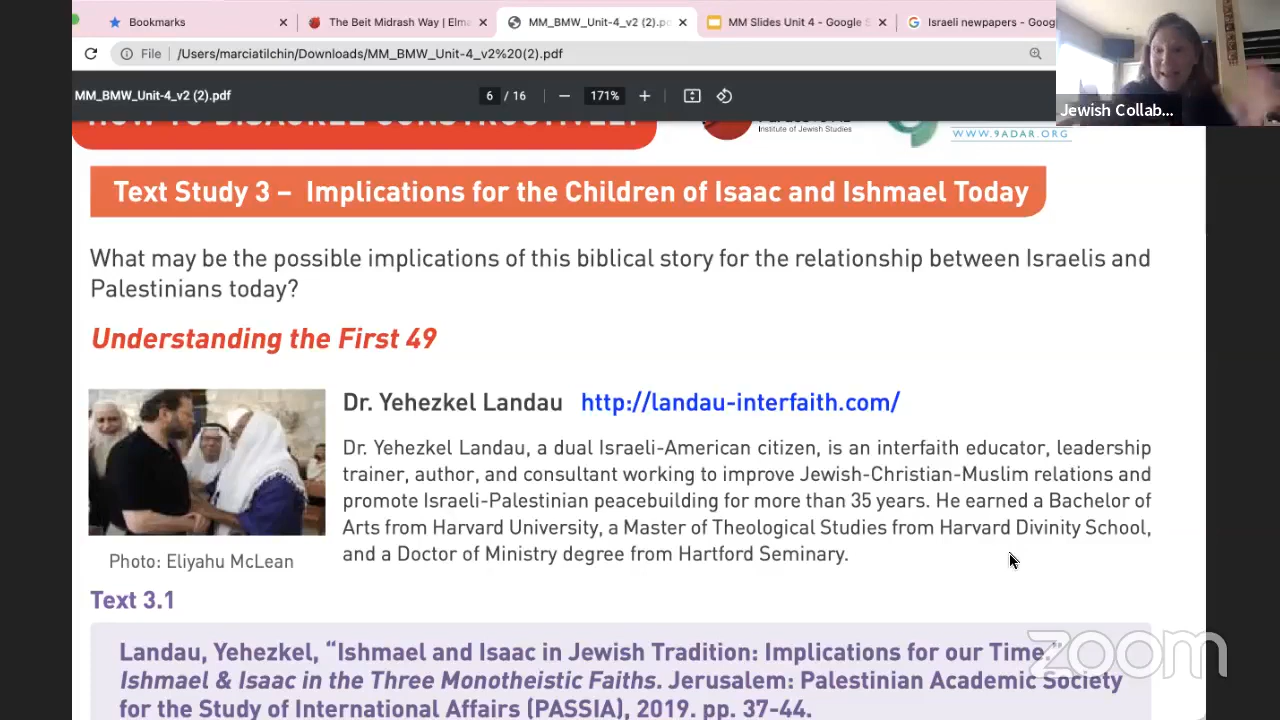 Bookmarks
The Beit Midrash Way | Elma
MM_BMW_Unit-4_v2 (2).pd
MM Slides Unit 4 - Google S
Israeli newpapers - Goog
File | /Users/marciatilchin/Downloads/MM_BMW_Unit-4_v2%20(2).pdf
MM_BMW_Unit-4_v2 (2).pdf
6 / 16
171%
Jewish Collab...
HOW TO DISAGREE CONSTRUCTIVELY?
Institute of Jewish Studies
WWW.9ADAR.ORG
Text Study 3 – Implications for the Children of Isaac and Ishmael Today
What may be the possible implications of this biblical story for the relationship between Israelis and
Palestinians today?
Understanding the First 49
Dr. Yehezkel Landau http://landau-interfaith.com/
Dr. Yehezkel Landau, a dual Israeli-American citizen, is an interfaith educator, leadership
trainer, author, and consultant working to improve Jewish-Christian-Muslim relations and
promote Israeli-Palestinian peacebuilding for more than 35 years. He earned a Bachelor of
Arts from Harvard University, a Master of Theological Studies from Harvard Divinity School,
and a Doctor of Ministry degree from Hartford Seminary.
Photo: Eliyahu McLean
Text 3.1
Landau, Yehezkel, “Ishmael and Isaac in Jewish Tradition: Implications for our Time.”
Ishmael & Isaac in the Three Monotheistic Faiths. Jerusalem: Palestinian Academic Society
for the Study of International Affairs (PASSIA), 2019. pp. 37-44.
zoom